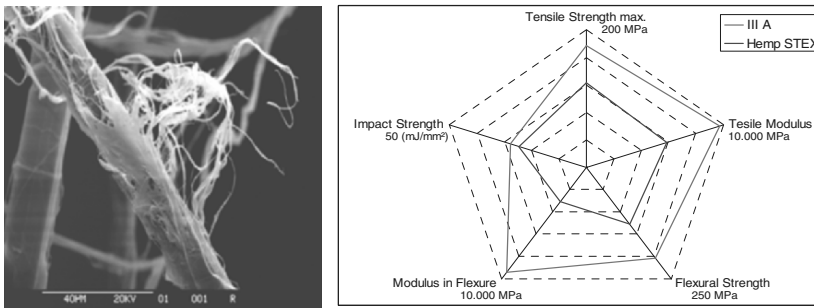 40MM 20KV 01 001 R
Tensile Strength max.
200 MPa
III A
Hemp STEX
Impact Strength
50 (mJ/mm²)
Tesile Modulus
10.000 MPa
Modulus in Flexure
10.000 MPa
Flexural Strength
250 MPa